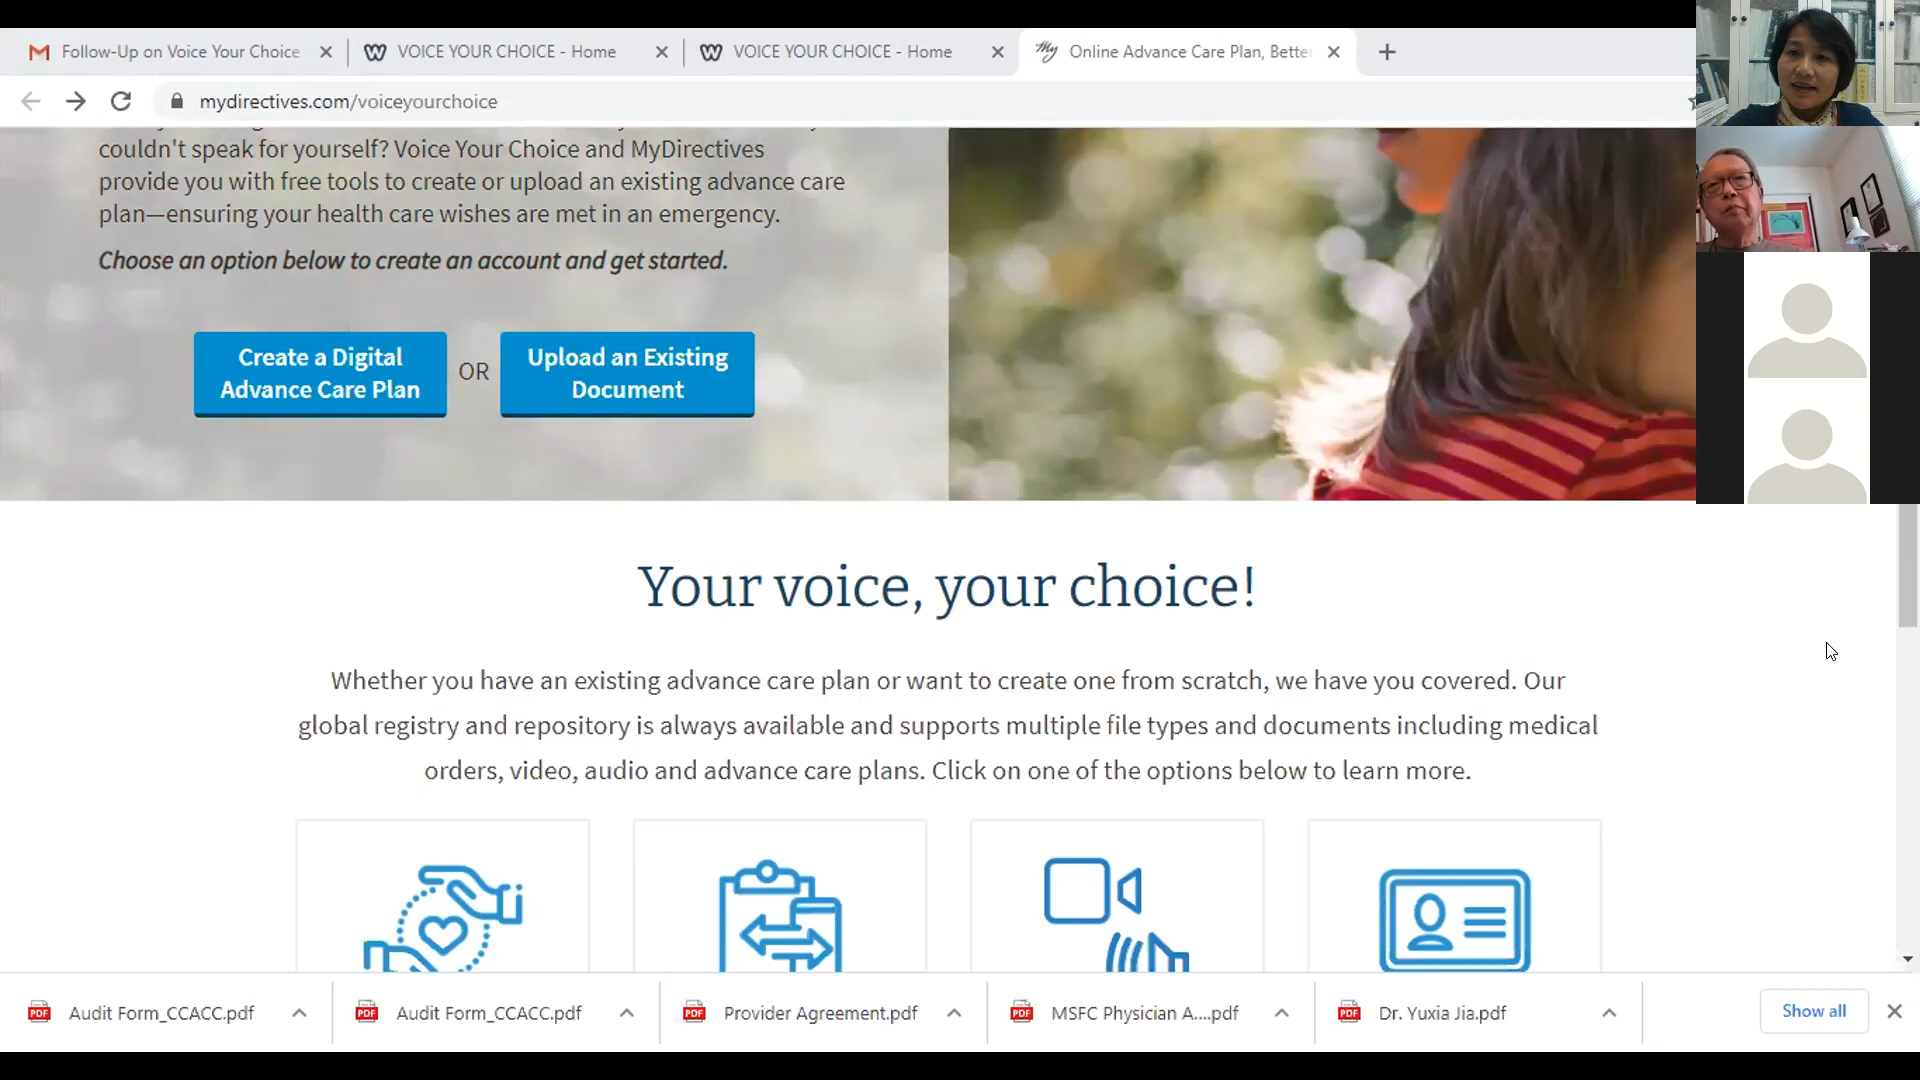 Follow-Up on Voice Your Choice
VOICE YOUR CHOICE - Home
VOICE YOUR CHOICE - Home
My
Online Advance Care Plan, Better
mydirectives.com/voiceyourchoice
couldn't speak for yourself? Voice Your Choice and MyDirectives
provide you with free tools to create or upload an existing advance care
plan—ensuring your health care wishes are met in an emergency.
Choose an option below to create an account and get started.
Create a Digital
Advance Care Plan
OR
Upload an Existing
Document
Your voice, your choice!
Whether you have an existing advance care plan or want to create one from scratch, we have you covered. Our
global registry and repository is always available and supports multiple file types and documents including medical
orders, video, audio and advance care plans. Click on one of the options below to learn more.
PDF Audit Form_CCACC.pdf
PDF Audit Form_CCACC.pdf
PDF Provider Agreement.pdf
PDF MSFC Physician A....pdf
PDF Dr. Yuxia Jia.pdf
Show all